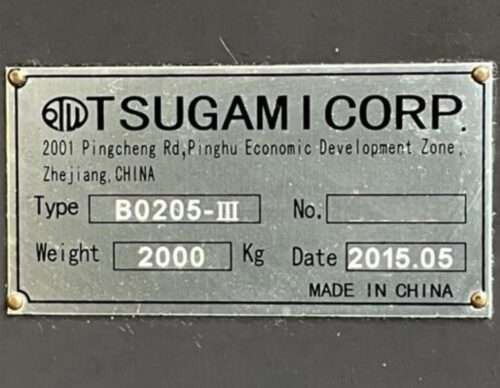 TSUGAMI CORP.
2001 Pingcheng Rd,Pinghu Economic Development Zone,
Zhejiang,CHINA
Type B0205-III No.
Weight 2000 Kg Date 2015.05
MADE IN CHINA